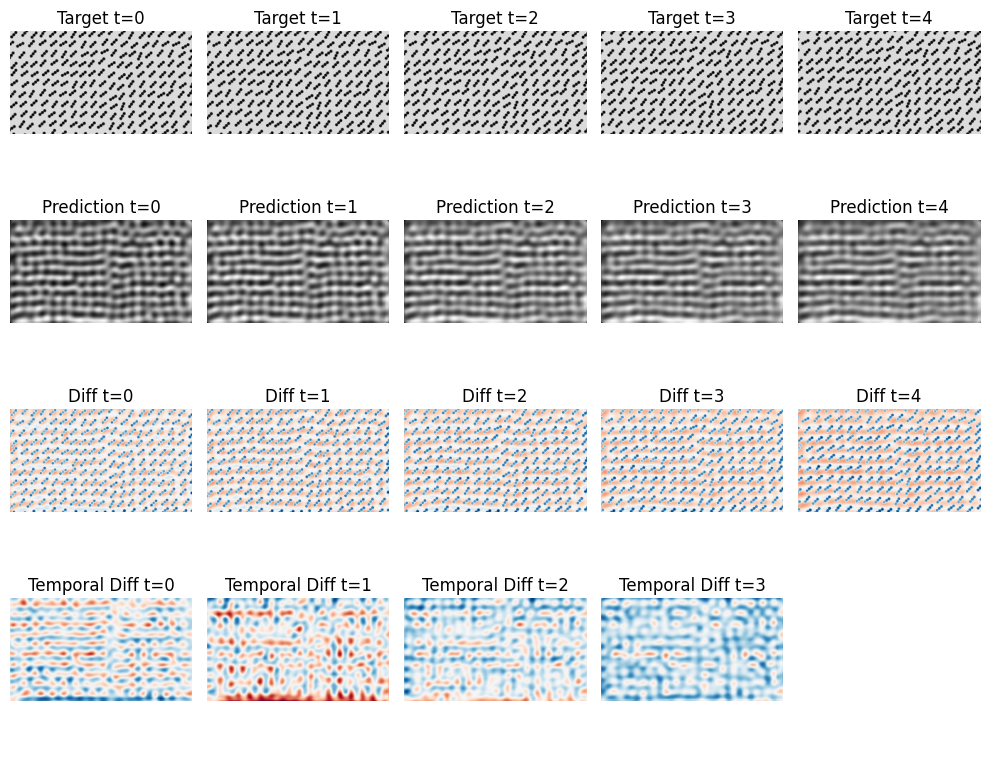 Target t=0 Target t=1 Target t=2 Target t=3 Target t=4
Prediction t=0 Prediction t=1 Prediction t=2 Prediction t=3 Prediction t=4
Diff t=0 Diff t=1 Diff t=2 Diff t=3 Diff t=4
Temporal Diff t=0 Temporal Diff t=1 Temporal Diff t=2 Temporal Diff t=3